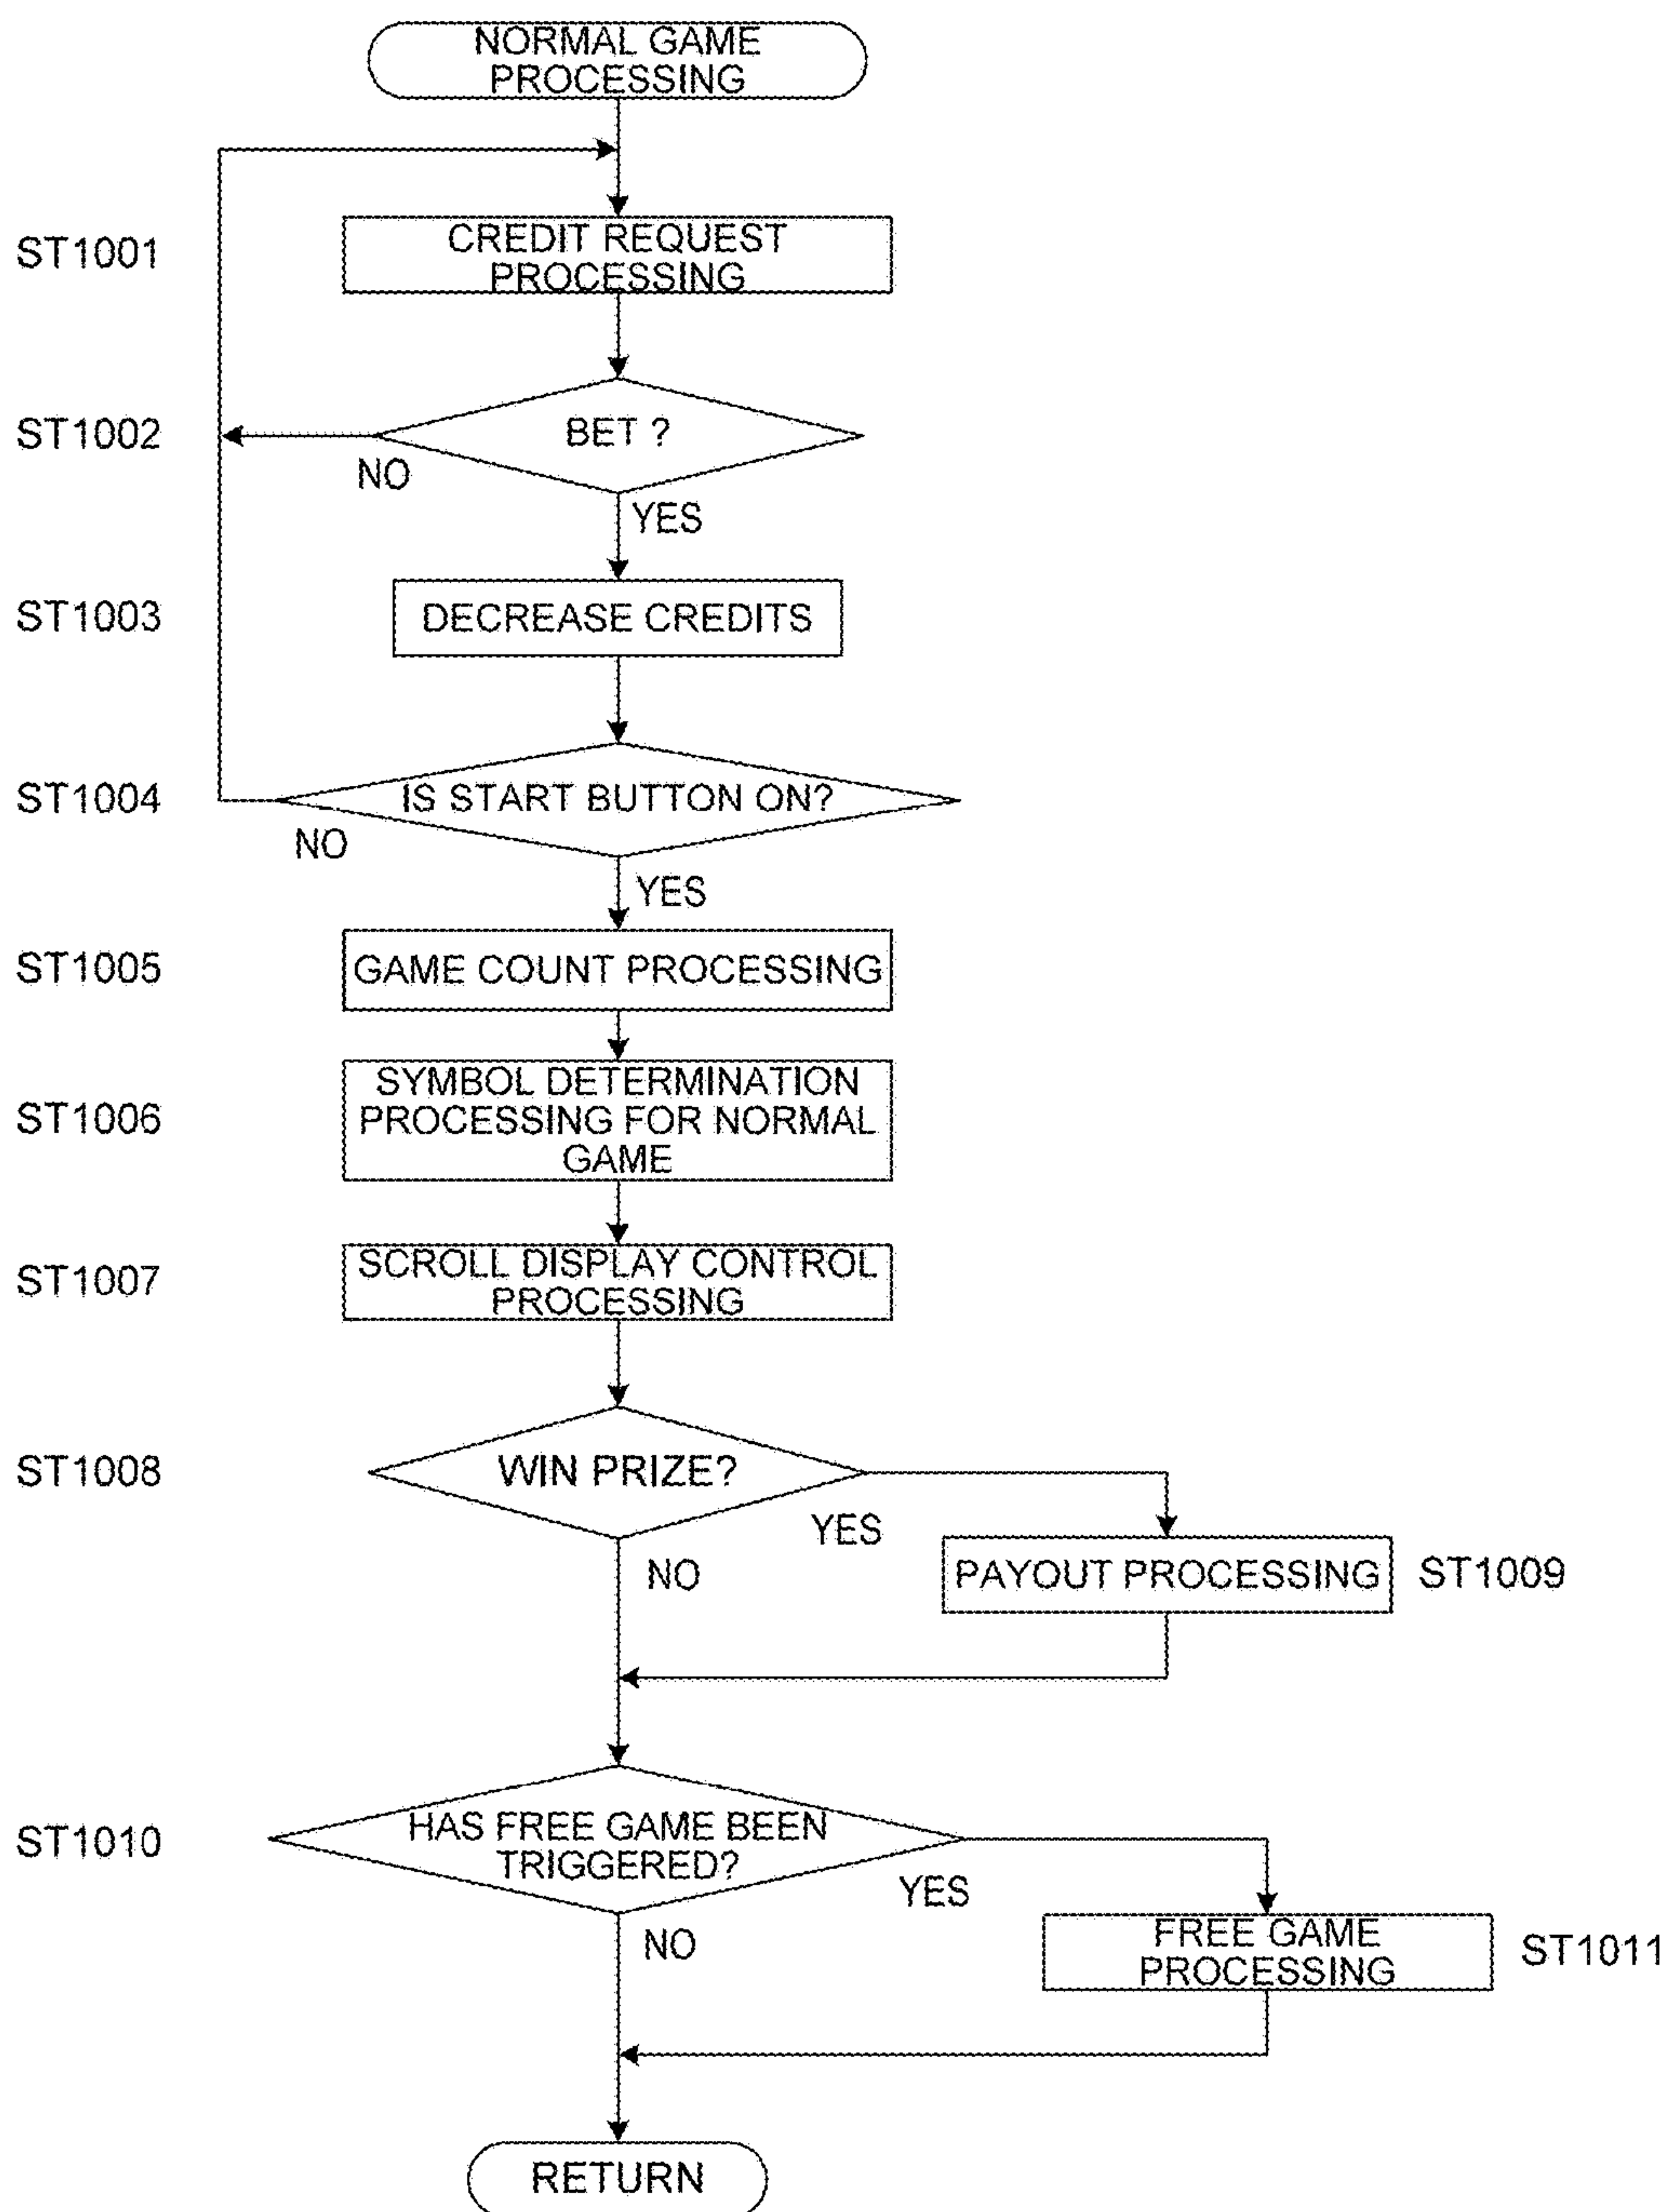 NORMAL GAME
PROCESSING
ST1001
CREDIT REQUEST
PROCESSING
ST1002
BET ?
NO
YES
ST1003
DECREASE CREDITS
ST1004
IS START BUTTON ON?
NO
YES
ST1005
GAME COUNT PROCESSING
ST1006
SYMBOL DETERMINATION
PROCESSING FOR NORMAL
GAME
ST1007
SCROLL DISPLAY CONTROL
PROCESSING
ST1008
WIN PRIZE?
YES
NO
PAYOUT PROCESSING
ST1009
ST1010
HAS FREE GAME BEEN
TRIGGERED?
YES
NO
FREE GAME
PROCESSING
ST1011
RETURN